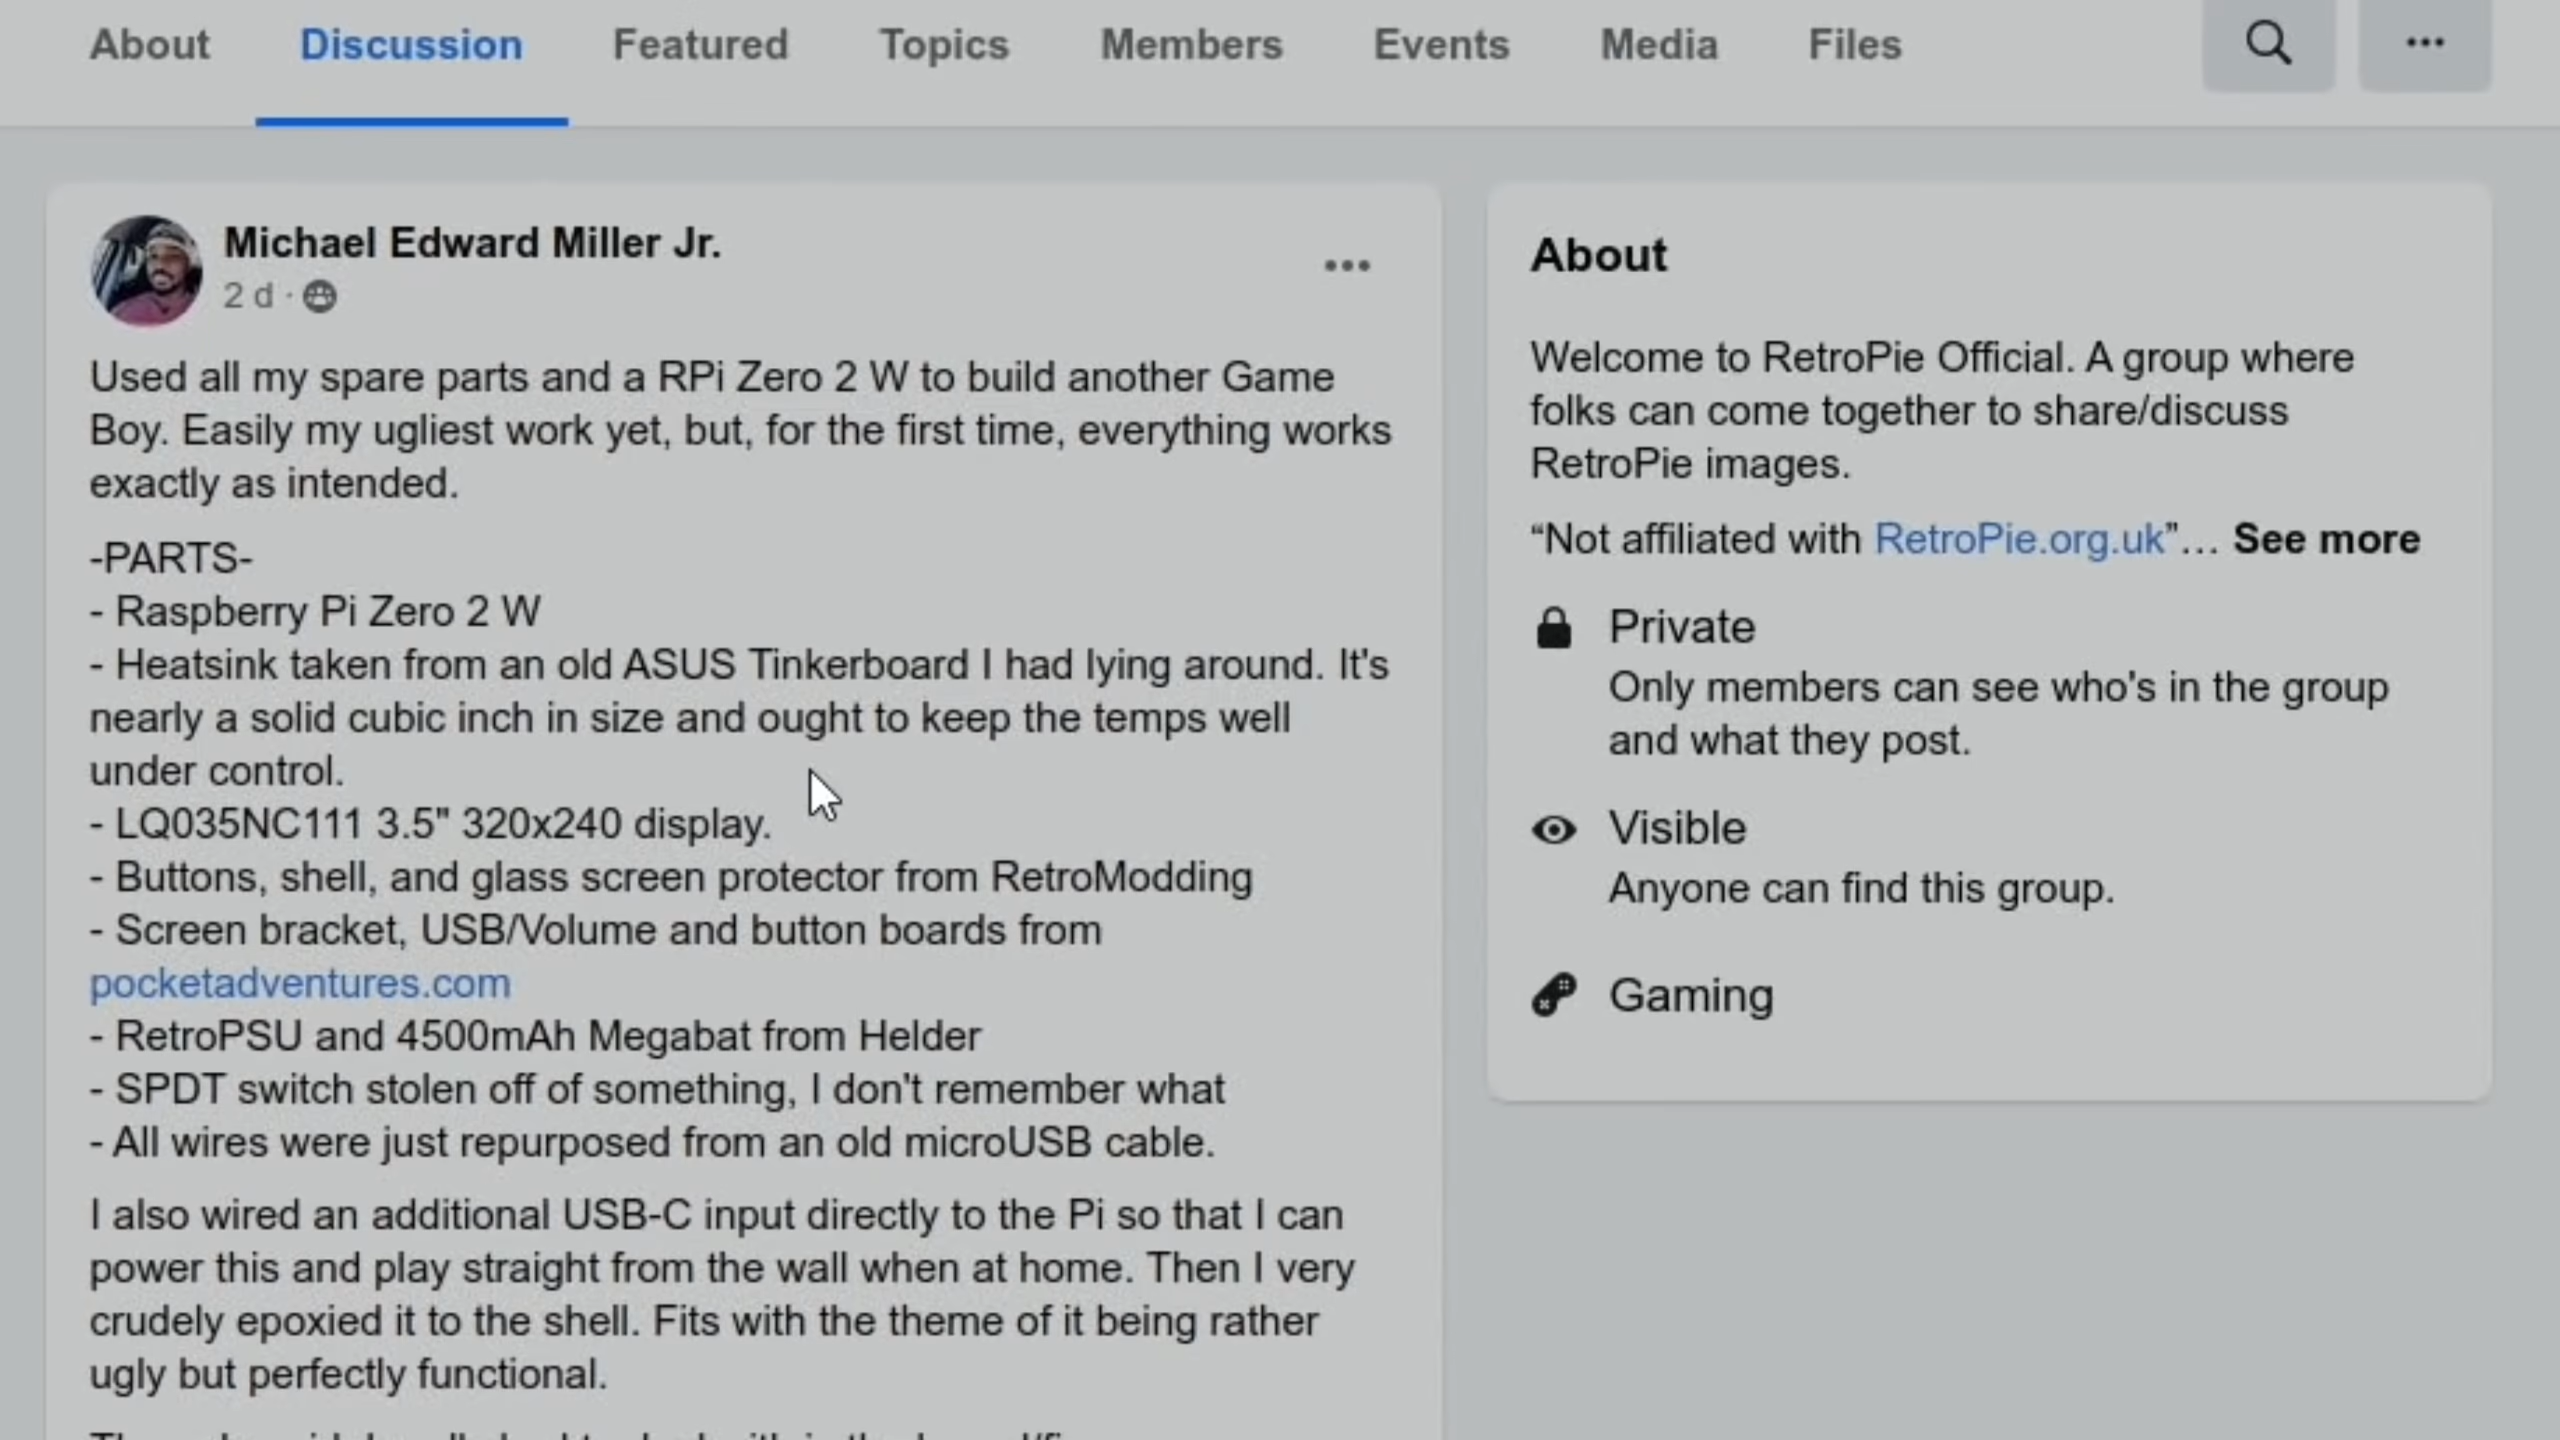 About Discussion Featured Topics Members Events Media Files
Michael Edward Miller Jr.
2 d ·
Used all my spare parts and a RPi Zero 2 W to build another Game
Boy. Easily my ugliest work yet, but, for the first time, everything works
exactly as intended.
-PARTS-
- Raspberry Pi Zero 2 W
- Heatsink taken from an old ASUS Tinkerboard I had lying around. It's
nearly a solid cubic inch in size and ought to keep the temps well
under control.
- LQ035NC111 3.5" 320x240 display.
- Buttons, shell, and glass screen protector from RetroModding
- Screen bracket, USB/Volume and button boards from
pocketadventures.com
- RetroPSU and 4500mAh Megabat from Helder
- SPDT switch stolen off of something, I don't remember what
- All wires were just repurposed from an old microUSB cable.
I also wired an additional USB-C input directly to the Pi so that I can
power this and play straight from the wall when at home. Then I very
crudely epoxied it to the shell. Fits with the theme of it being rather
ugly but perfectly functional.
About
Welcome to RetroPie Official. A group where
folks can come together to share/discuss
RetroPie images.
“Not affiliated with RetroPie.org.uk”… See more
Private
Only members can see who's in the group
and what they post.
Visible
Anyone can find this group.
Gaming